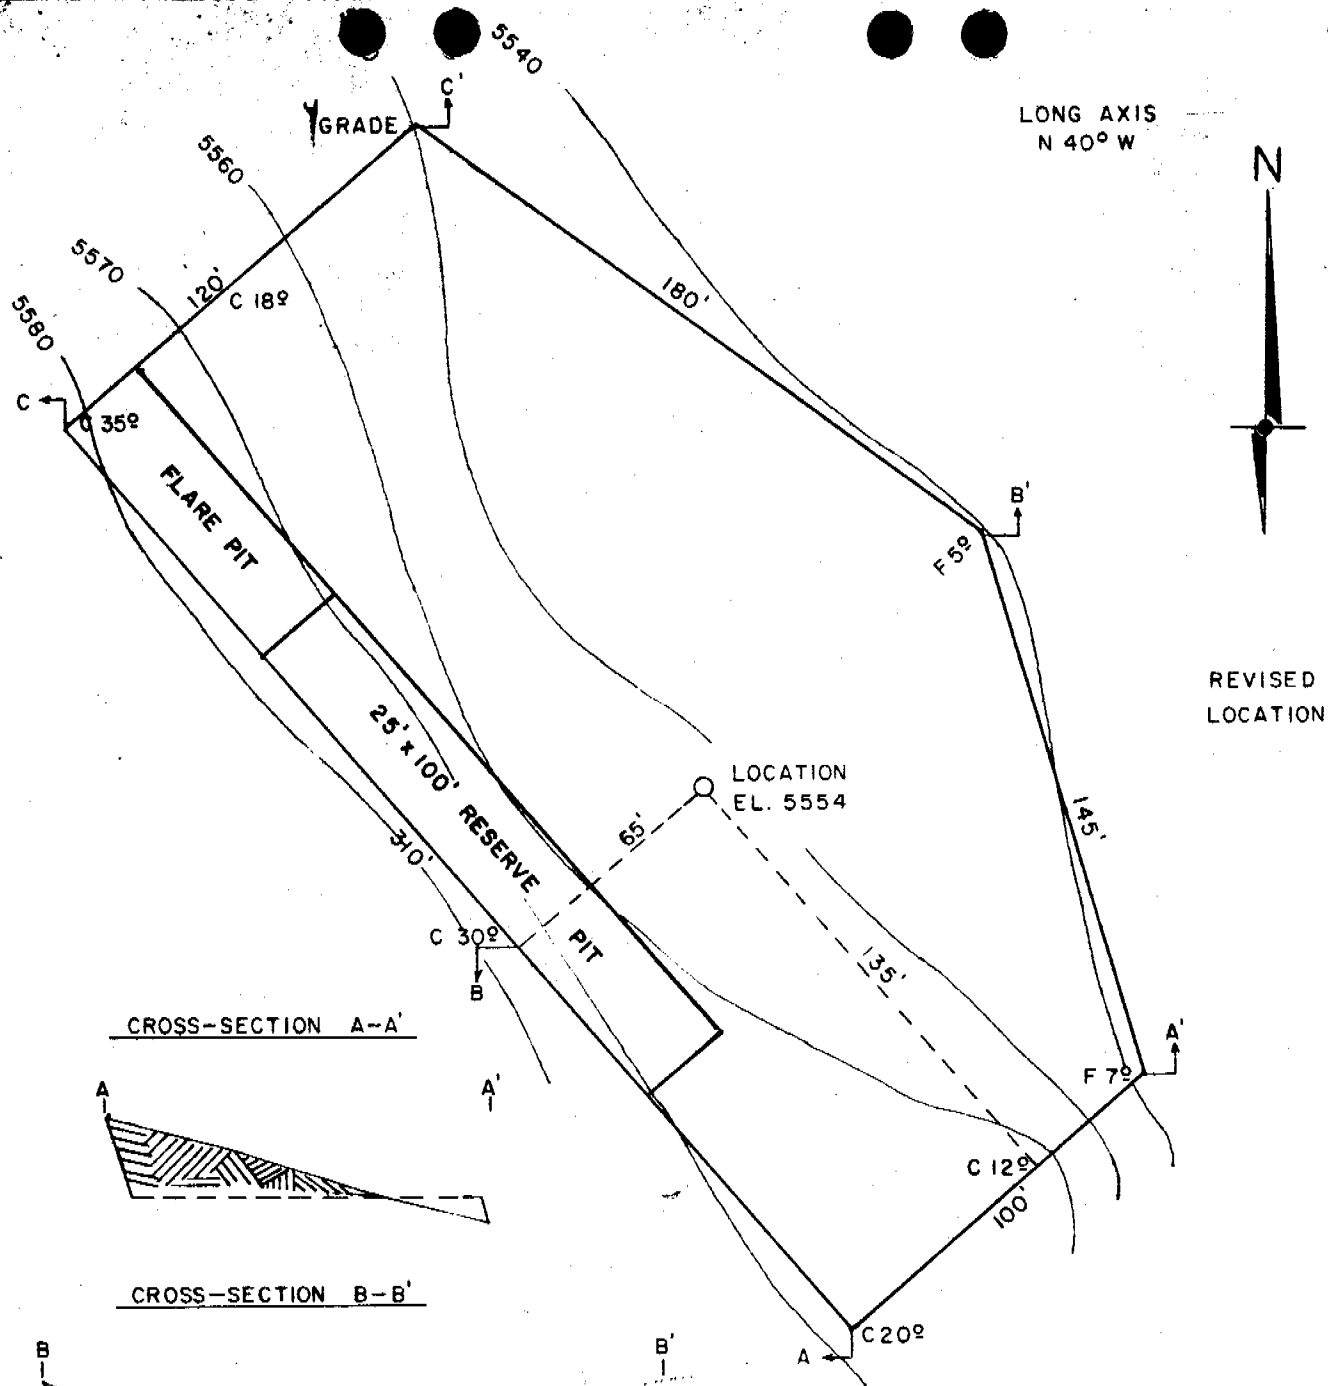 5540
C'
GRADE
LONG AXIS
N 40º W
N
5560
5570
120'
C 18º
5580
180'
C
C 35º
FLARE PIT
B'
F 5º
REVISED
LOCATION
25' x 100' RESERVE PIT
LOCATION
EL. 5554
65'
145'
310'
C 30º
B
135'
CROSS-SECTION A-A'
A'
F 7º
A
A'
C 12º
100'
CROSS-SECTION B-B'
C 20º
A
B
B'